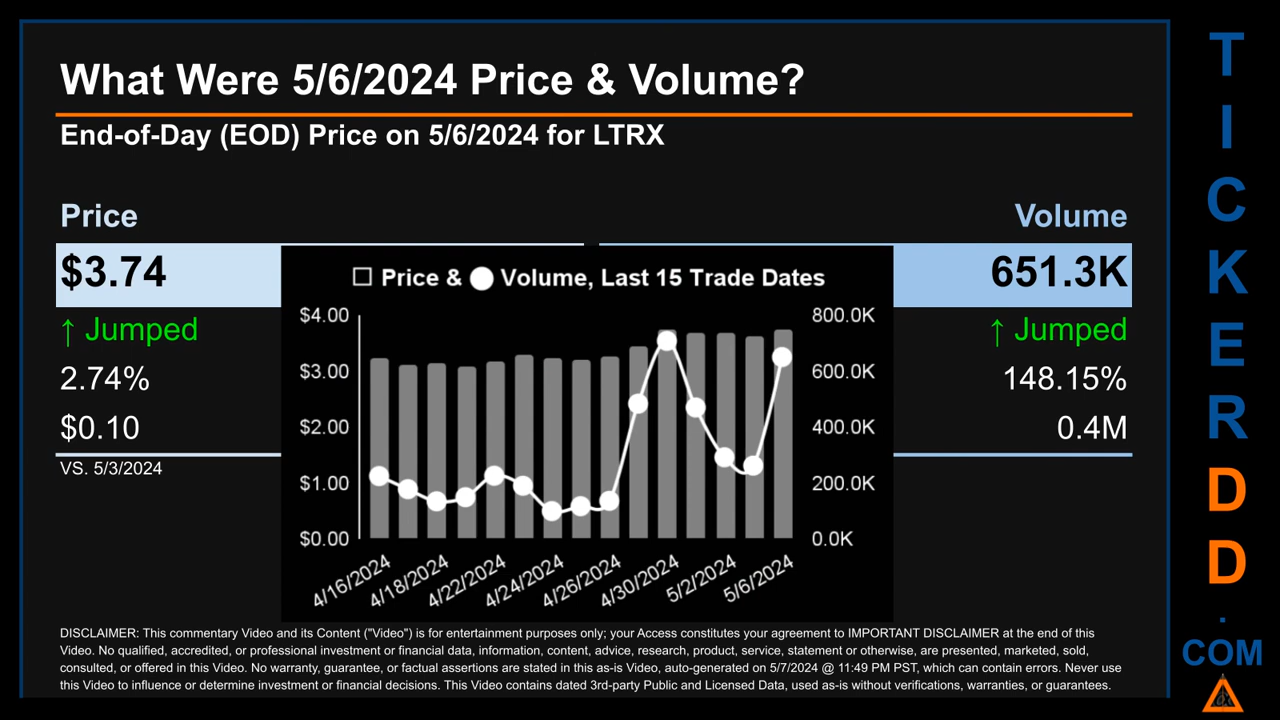 What Were 5/6/2024 Price & Volume?
End-of-Day (EOD) Price on 5/6/2024 for LTRX
Price
Volume
$3.74
651.3K
↑ Jumped
↑ Jumped
2.74%
148.15%
$0.10
0.4M
VS. 5/3/2024
Price & Volume, Last 15 Trade Dates
$4.00
$3.00
$2.00
$1.00
$0.00
800.0K
600.0K
400.0K
200.0K
0.0K
4/16/2024
4/18/2024
4/22/2024
4/24/2024
4/26/2024
4/30/2024
5/2/2024
5/6/2024
DISCLAIMER: This commentary Video and its Content ("Video") is for entertainment purposes only; your Access constitutes your agreement to IMPORTANT DISCLAIMER at the end of this
Video. No qualified, accredited, or professional investment or financial data, information, content, advice, research, product, service, statement or otherwise, are presented, marketed, sold,
consulted, or offered in this Video. No warranty, guarantee, or factual assertions are stated in this as-is Video, auto-generated on 5/7/2024 @ 11:49 PM PST, which can contain errors. Never use
this Video to influence or determine investment or financial decisions. This Video contains dated 3rd-party Public and Licensed Data, used as-is without verifications, warranties, or guarantees.
T
I
C
K
E
R
D
D
.
COM